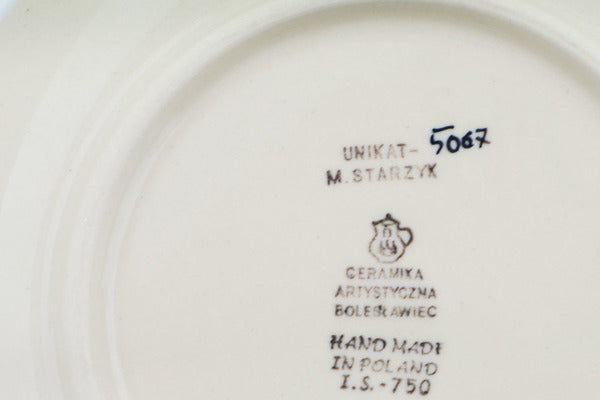 UNIKAT- 5067
M. STARZYK
CERAMIKA
ARTYSTYCZNA
BOLESŁAWIEC
HAND MADE
IN POLAND
I.S.-750